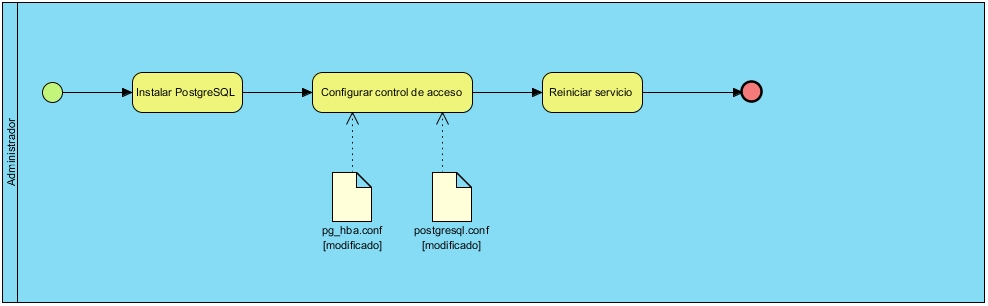 Administrador
Instalar PostgreSQL
Configurar control de acceso
Reiniciar servicio
pg_hba.conf
[modificado]
postgresql.conf
[modificado]